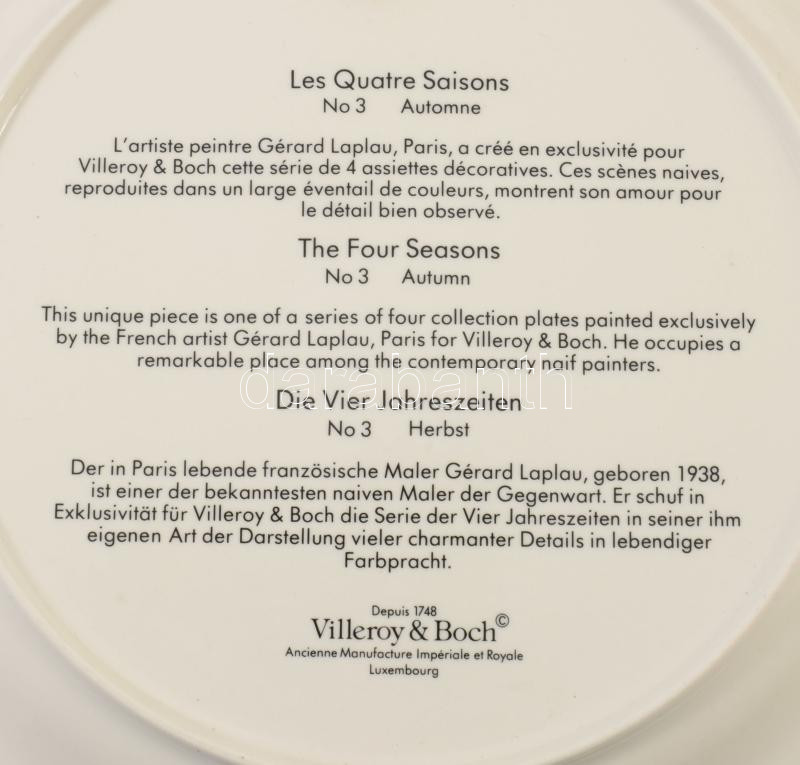 Les Quatre Saisons
No 3 Automne
L'artiste peintre Gérard Laplau, Paris, a créé en exclusivité pour
Villeroy & Boch cette série de 4 assiettes décoratives. Ces scènes naives,
reproduites dans un large éventail de couleurs, montrent son amour pour
le détail bien observé.
The Four Seasons
No 3 Autumn
This unique piece is one of a series of four collection plates painted exclusively
by the French artist Gérard Laplau, Paris for Villeroy & Boch. He occupies a
remarkable place among the contemporary naif painters.
darabanth
Die Vier Jahreszeiten
No 3 Herbst
Der in Paris lebende französische Maler Gérard Laplau, geboren 1938,
ist einer der bekanntesten naiven Maler der Gegenwart. Er schuf in
Exklusivität für Villeroy & Boch die Serie der Vier Jahreszeiten in seiner ihm
eigenen Art der Darstellung vieler charmanter Details in lebendiger
Farbpracht.
Depuis 1748
Villeroy & Boch©
Ancienne Manufacture Impériale et Royale
Luxembourg